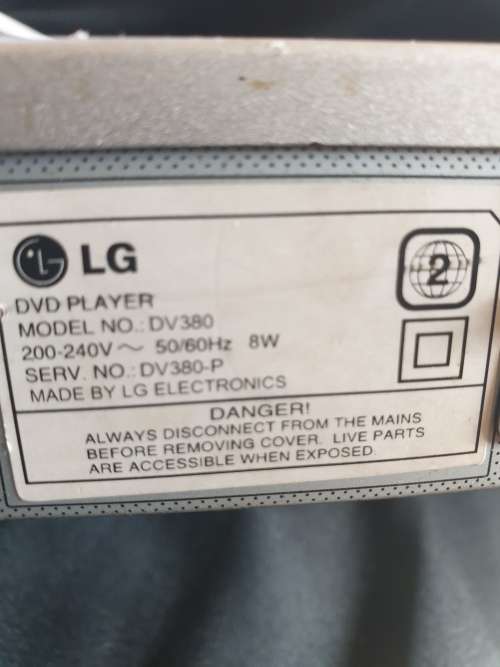 LG
2
DVD PLAYER
MODEL NO.: DV380
200-240V ~ 50/60Hz 8W
SERV. NO.: DV380-P
MADE BY LG ELECTRONICS
DANGER!
ALWAYS DISCONNECT FROM THE MAINS
BEFORE REMOVING COVER. LIVE PARTS
ARE ACCESSIBLE WHEN EXPOSED.